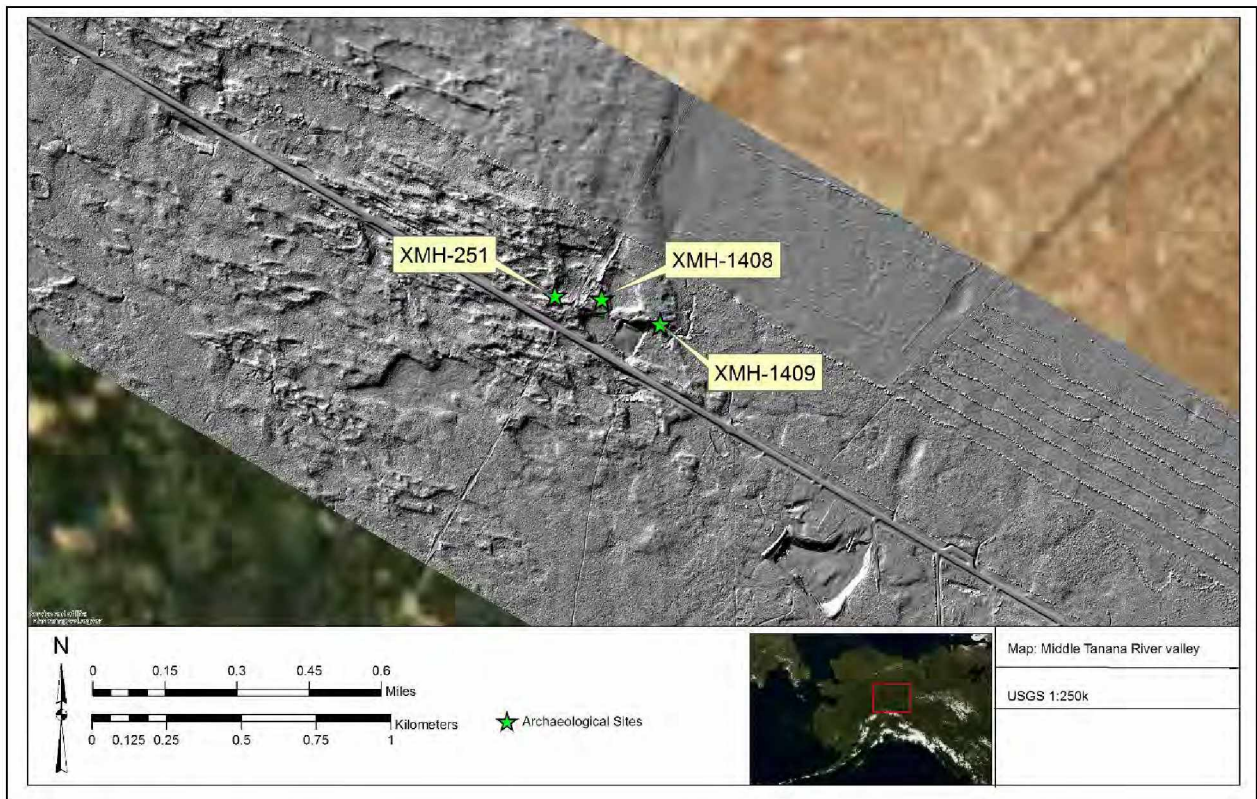 XMH-251
XMH-1408
XMH-1409
N
0 0.15 0.3 0.45 0.6
Miles
Kilometers
0 0.125 0.25 0.5 0.75 1
Archaeological Sites
Map: Middle Tanana River valley
USGS 1:250k